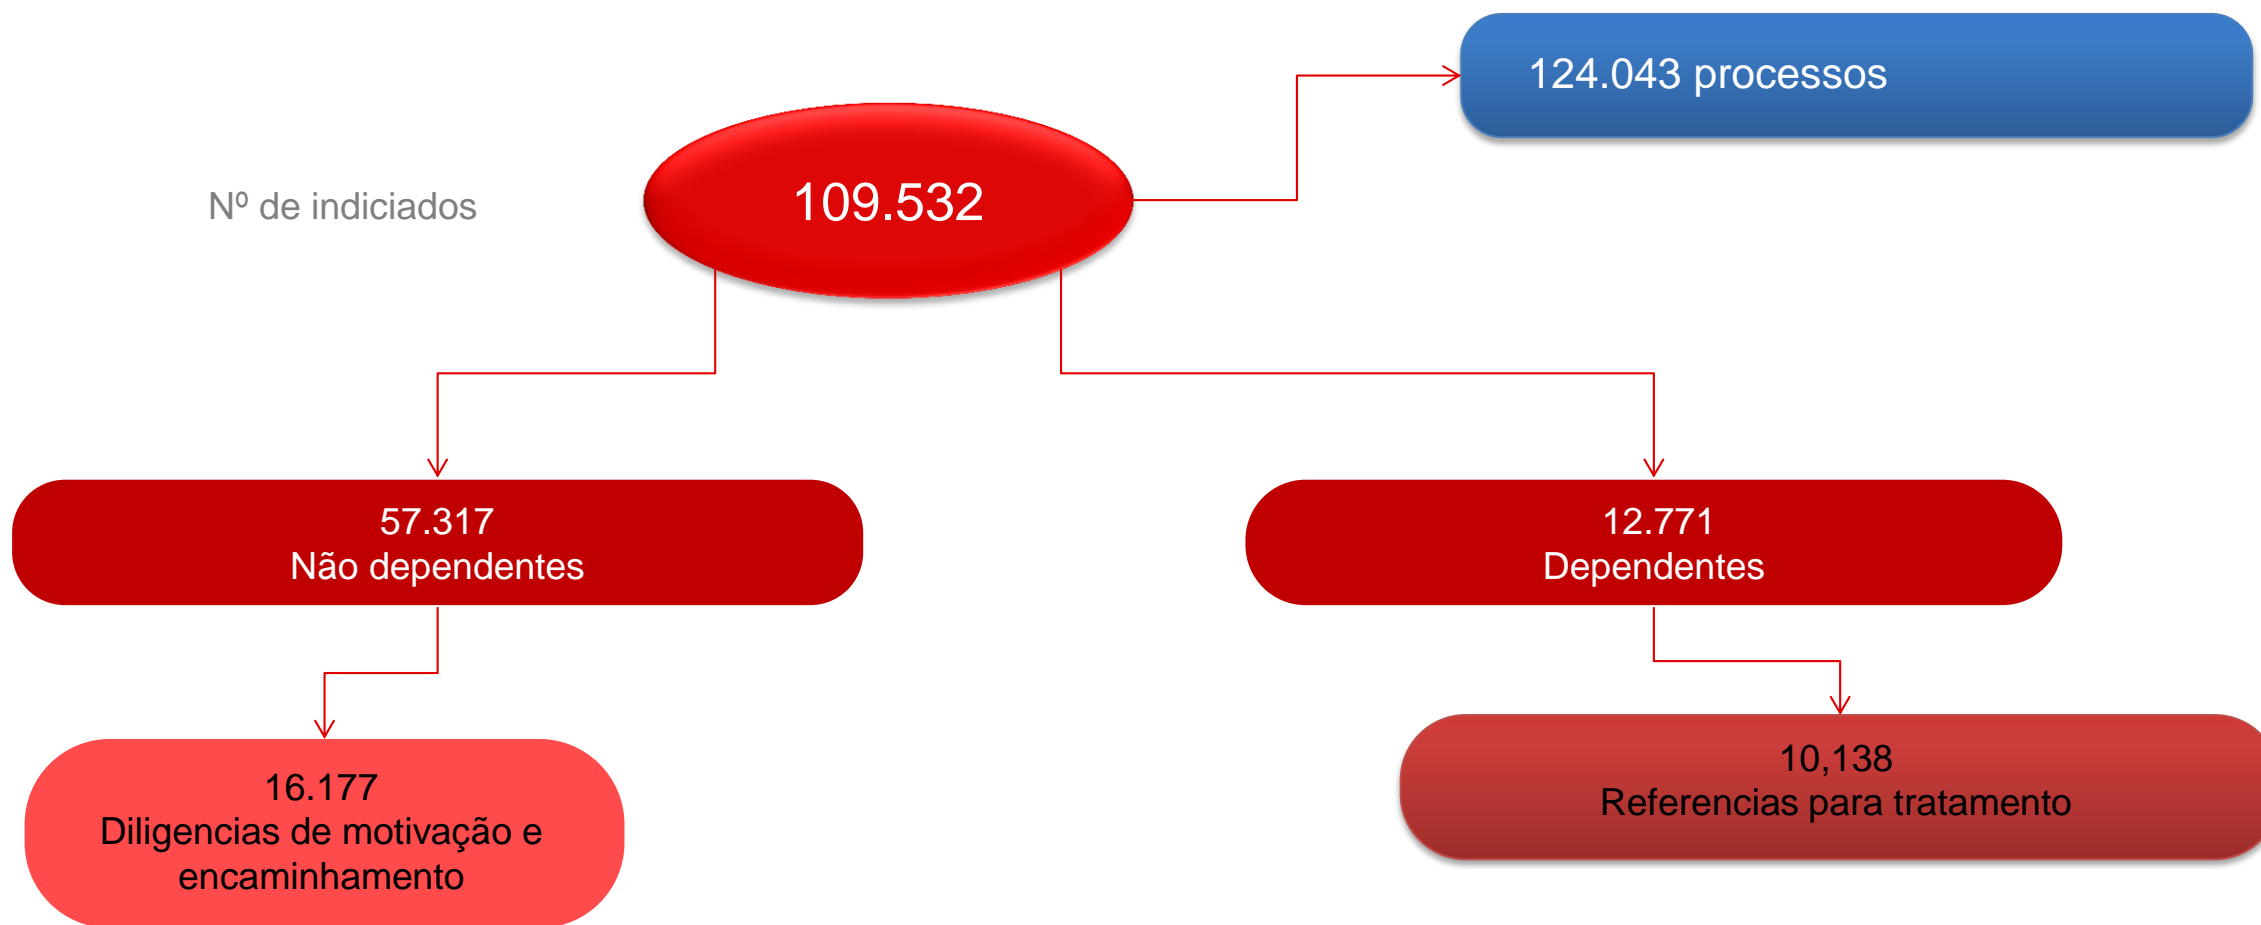 124.043 processos
Nº de indiciados
109.532
57.317
Não dependentes
12.771
Dependentes
16.177
Diligencias de motivação e
encaminhamento
10,138
Referencias para tratamento